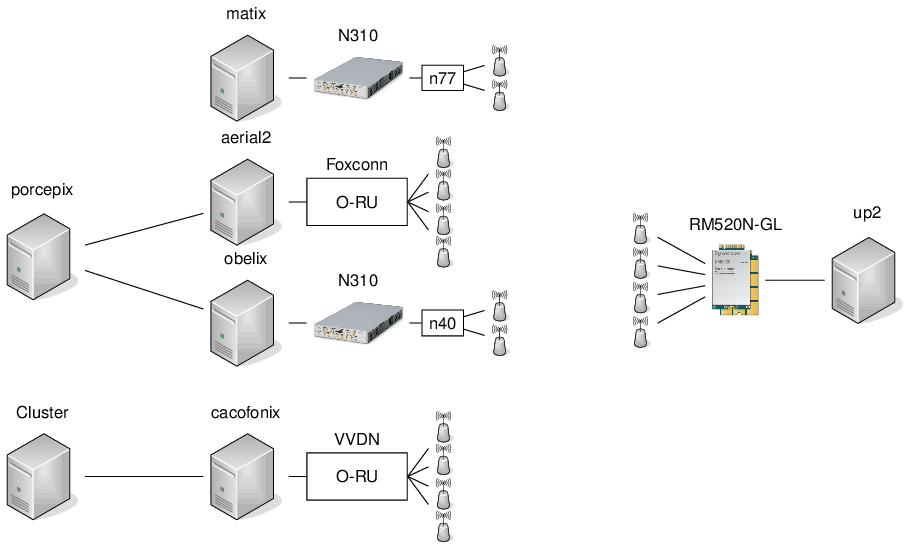 matix
N310
n77
aerial2
Foxconn
O-RU
porcepix
obelix
N310
n40
RM520N-GL
up2
Cluster
cacofonix
VVDN
O-RU